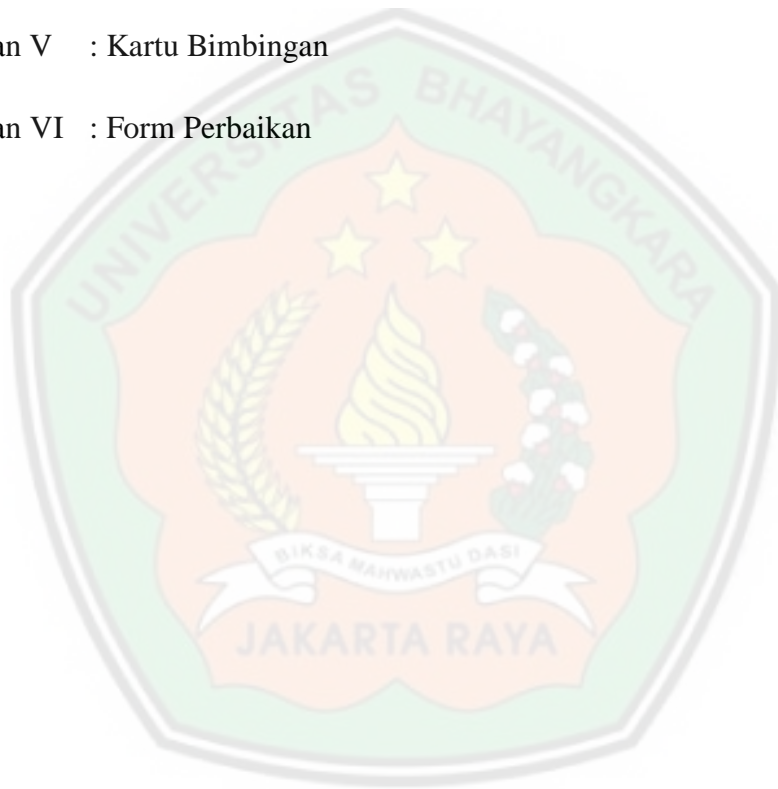 an V : Kartu Bimbingan
an VI : Form Perbaikan
UNIVERSITAS BHAYANGKARA
BIKSA MAHWASTU DASI
JAKARTA RAYA